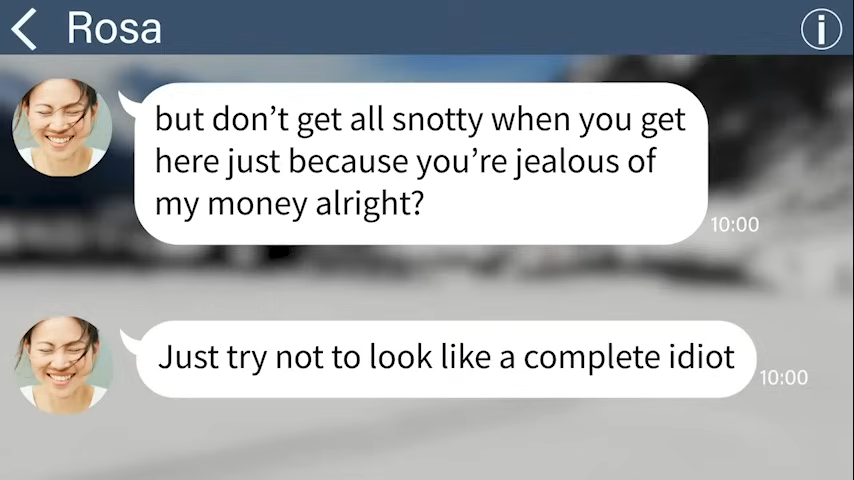 Rosa
but don’t get all snotty when you get
here just because you’re jealous of
my money alright?
10:00
Just try not to look like a complete idiot
10:00